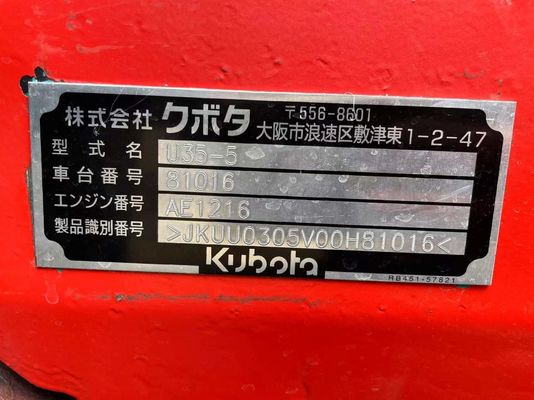 株式会社 クボタ 〒556-8601
大阪市浪速区敷津東1-2-47
型式名 U35-5
車台番号 81016
エンジン番号 AE1216
製品識別番号 >JKUU0305V00H81016<
Kubota
RB451-57821